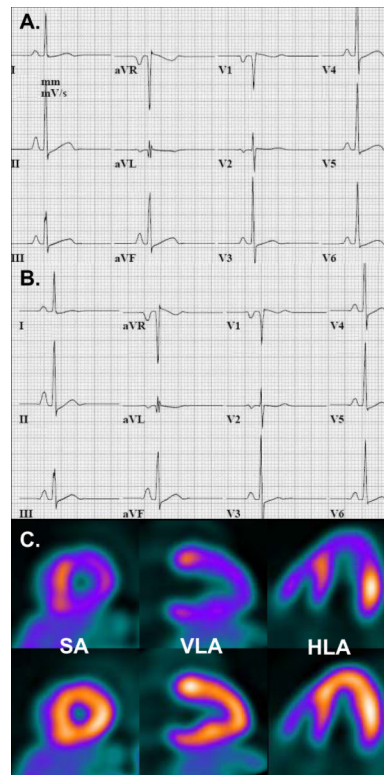 A.
I aVR V1 V4
mm
mV/s
II aVL V2 V5
III aVF V3 V6
B.
I aVR V1 V4
II aVL V2 V5
III aVF V3 V6
C.
SA VLA HLA